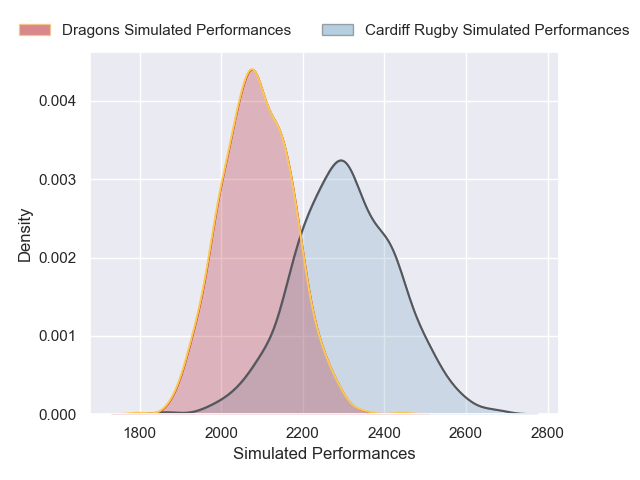 Dragons Simulated Performances Cardiff Rugby Simulated Performances
0.004
0.003
0.002
0.001
0.000
Density
1800 2000 2200 2400 2600 2800
Simulated Performances